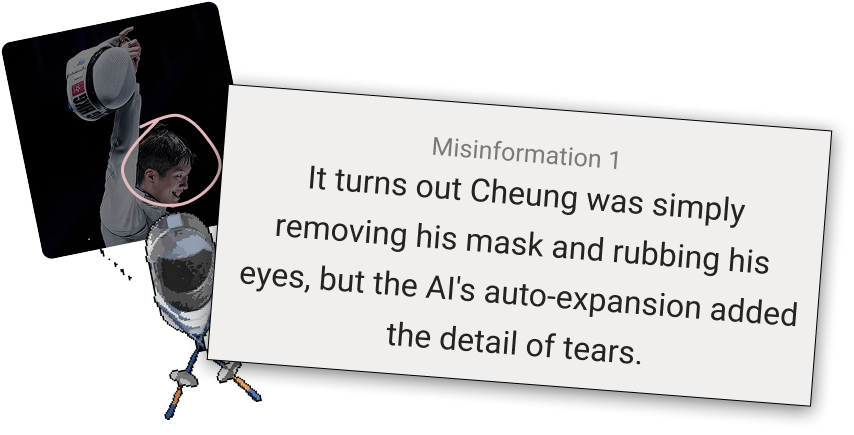 Misinformation 1
It turns out Cheung was simply
removing his mask and rubbing his
eyes, but the AI's auto-expansion added
the detail of tears.